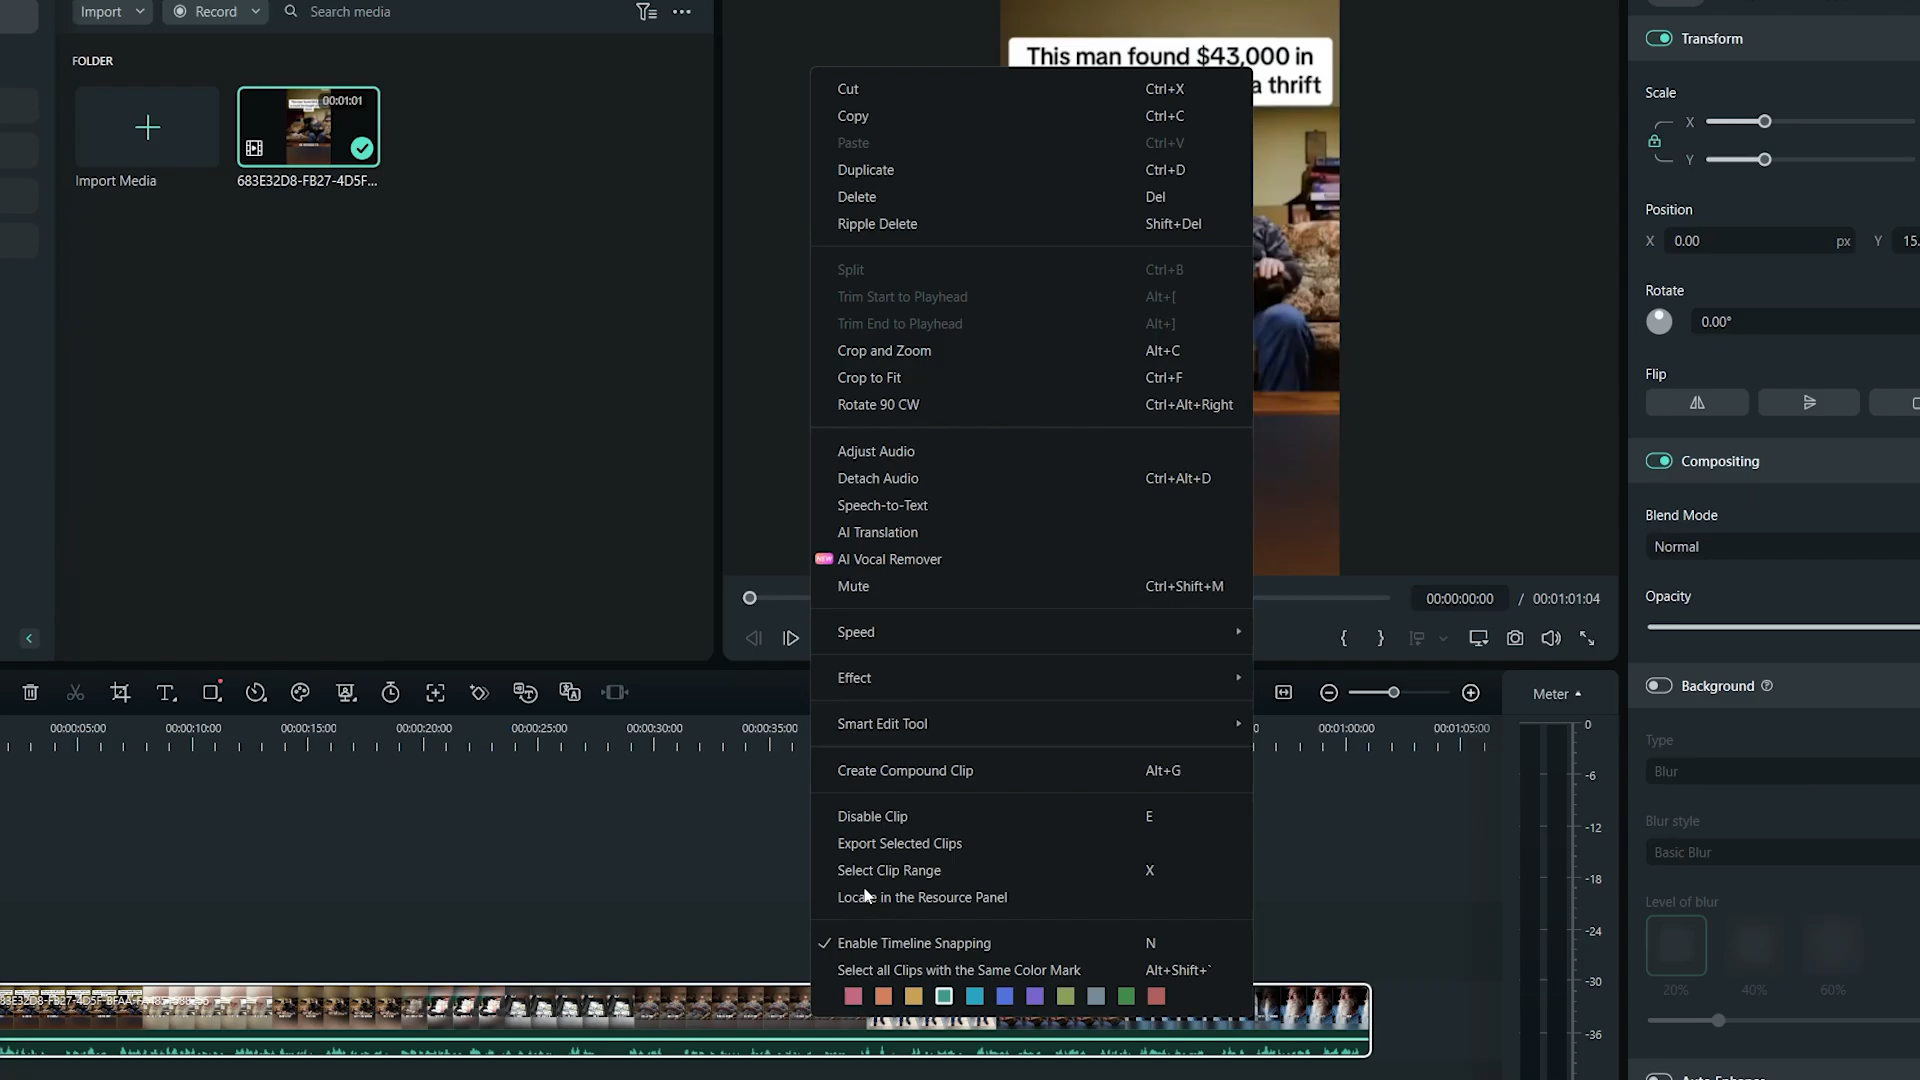 Import
Record
Search media
FOLDER
00:01:01
Import Media
683E32D8-FB27-4D5F...
This man found $43,000 in
a thrift
Cut Ctrl+X
Copy Ctrl+C
Paste Ctrl+V
Duplicate Ctrl+D
Delete Del
Ripple Delete Shift+Del
Split Ctrl+B
Trim Start to Playhead Alt+[
Trim End to Playhead Alt+]
Crop and Zoom Alt+C
Crop to Fit Ctrl+F
Rotate 90 CW Ctrl+Alt+Right
Adjust Audio
Detach Audio Ctrl+Alt+D
Speech-to-Text
AI Translation
NEW AI Vocal Remover
Mute Ctrl+Shift+M
Speed
Effect
Smart Edit Tool
Create Compound Clip Alt+G
Disable Clip E
Export Selected Clips
Select Clip Range X
Locate in the Resource Panel
Enable Timeline Snapping N
Select all Clips with the Same Color Mark Alt+Shift+`
00:00:00:00 / 00:01:01:04
Transform
Scale
X
Y
Position
X 0.00 px Y 15.
Rotate
0.00°
Flip
Compositing
Blend Mode
Normal
Opacity
Background
Type
Blur
Blur style
Basic Blur
Level of blur
20% 40% 60%
Meter
0
-6
-12
-18
-24
-30
-36
00:00:05:00 00:00:10:00 00:00:15:00 00:00:20:00 00:00:25:00 00:00:30:00 00:00:35:00 00:01:00:00 00:01:05:00